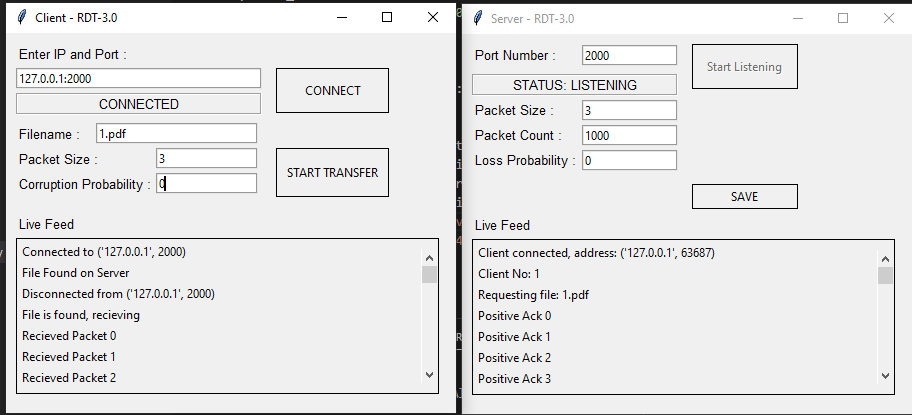 Client - RDT-3.0
Enter IP and Port :
127.0.0.1:2000
CONNECT
CONNECTED
Filename : 1.pdf
Packet Size : 3
START TRANSFER
Corruption Probability : 0
Live Feed
Connected to ('127.0.0.1', 2000)
File Found on Server
Disconnected from ('127.0.0.1', 2000)
File is found, recieving
Recieved Packet 0
Recieved Packet 1
Recieved Packet 2
Server - RDT-3.0
Port Number : 2000
Start Listening
STATUS: LISTENING
Packet Size : 3
Packet Count : 1000
Loss Probability : 0
SAVE
Live Feed
Client connected, address: ('127.0.0.1', 63687)
Client No: 1
Requesting file: 1.pdf
Positive Ack 0
Positive Ack 1
Positive Ack 2
Positive Ack 3